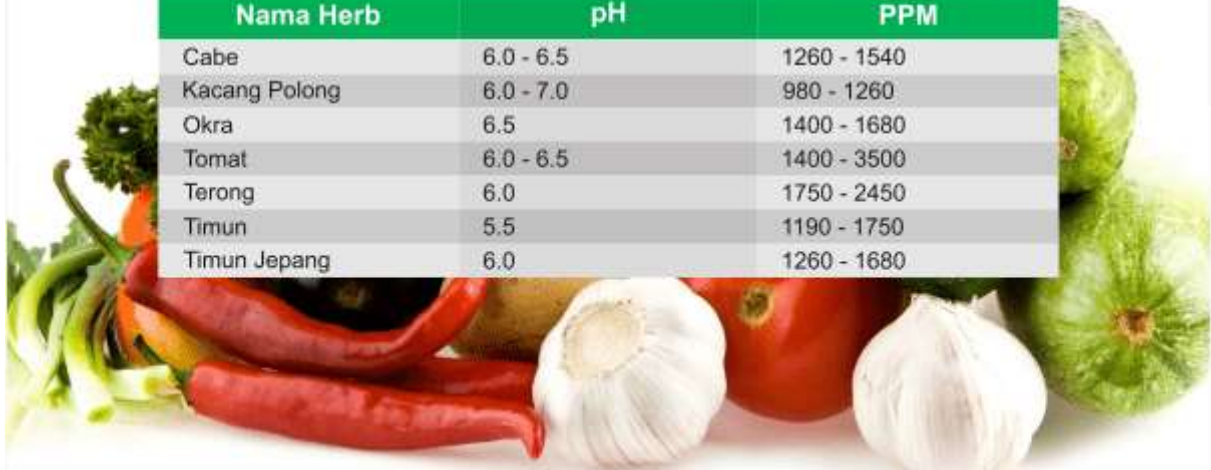 Nama Herb pH PPM
Cabe 6.0 - 6.5 1260 - 1540
Kacang Polong 6.0 - 7.0 980 - 1260
Okra 6.5 1400 - 1680
Tomat 6.0 - 6.5 1400 - 3500
Terong 6.0 1750 - 2450
Timun 5.5 1190 - 1750
Timun Jepang 6.0 1260 - 1680